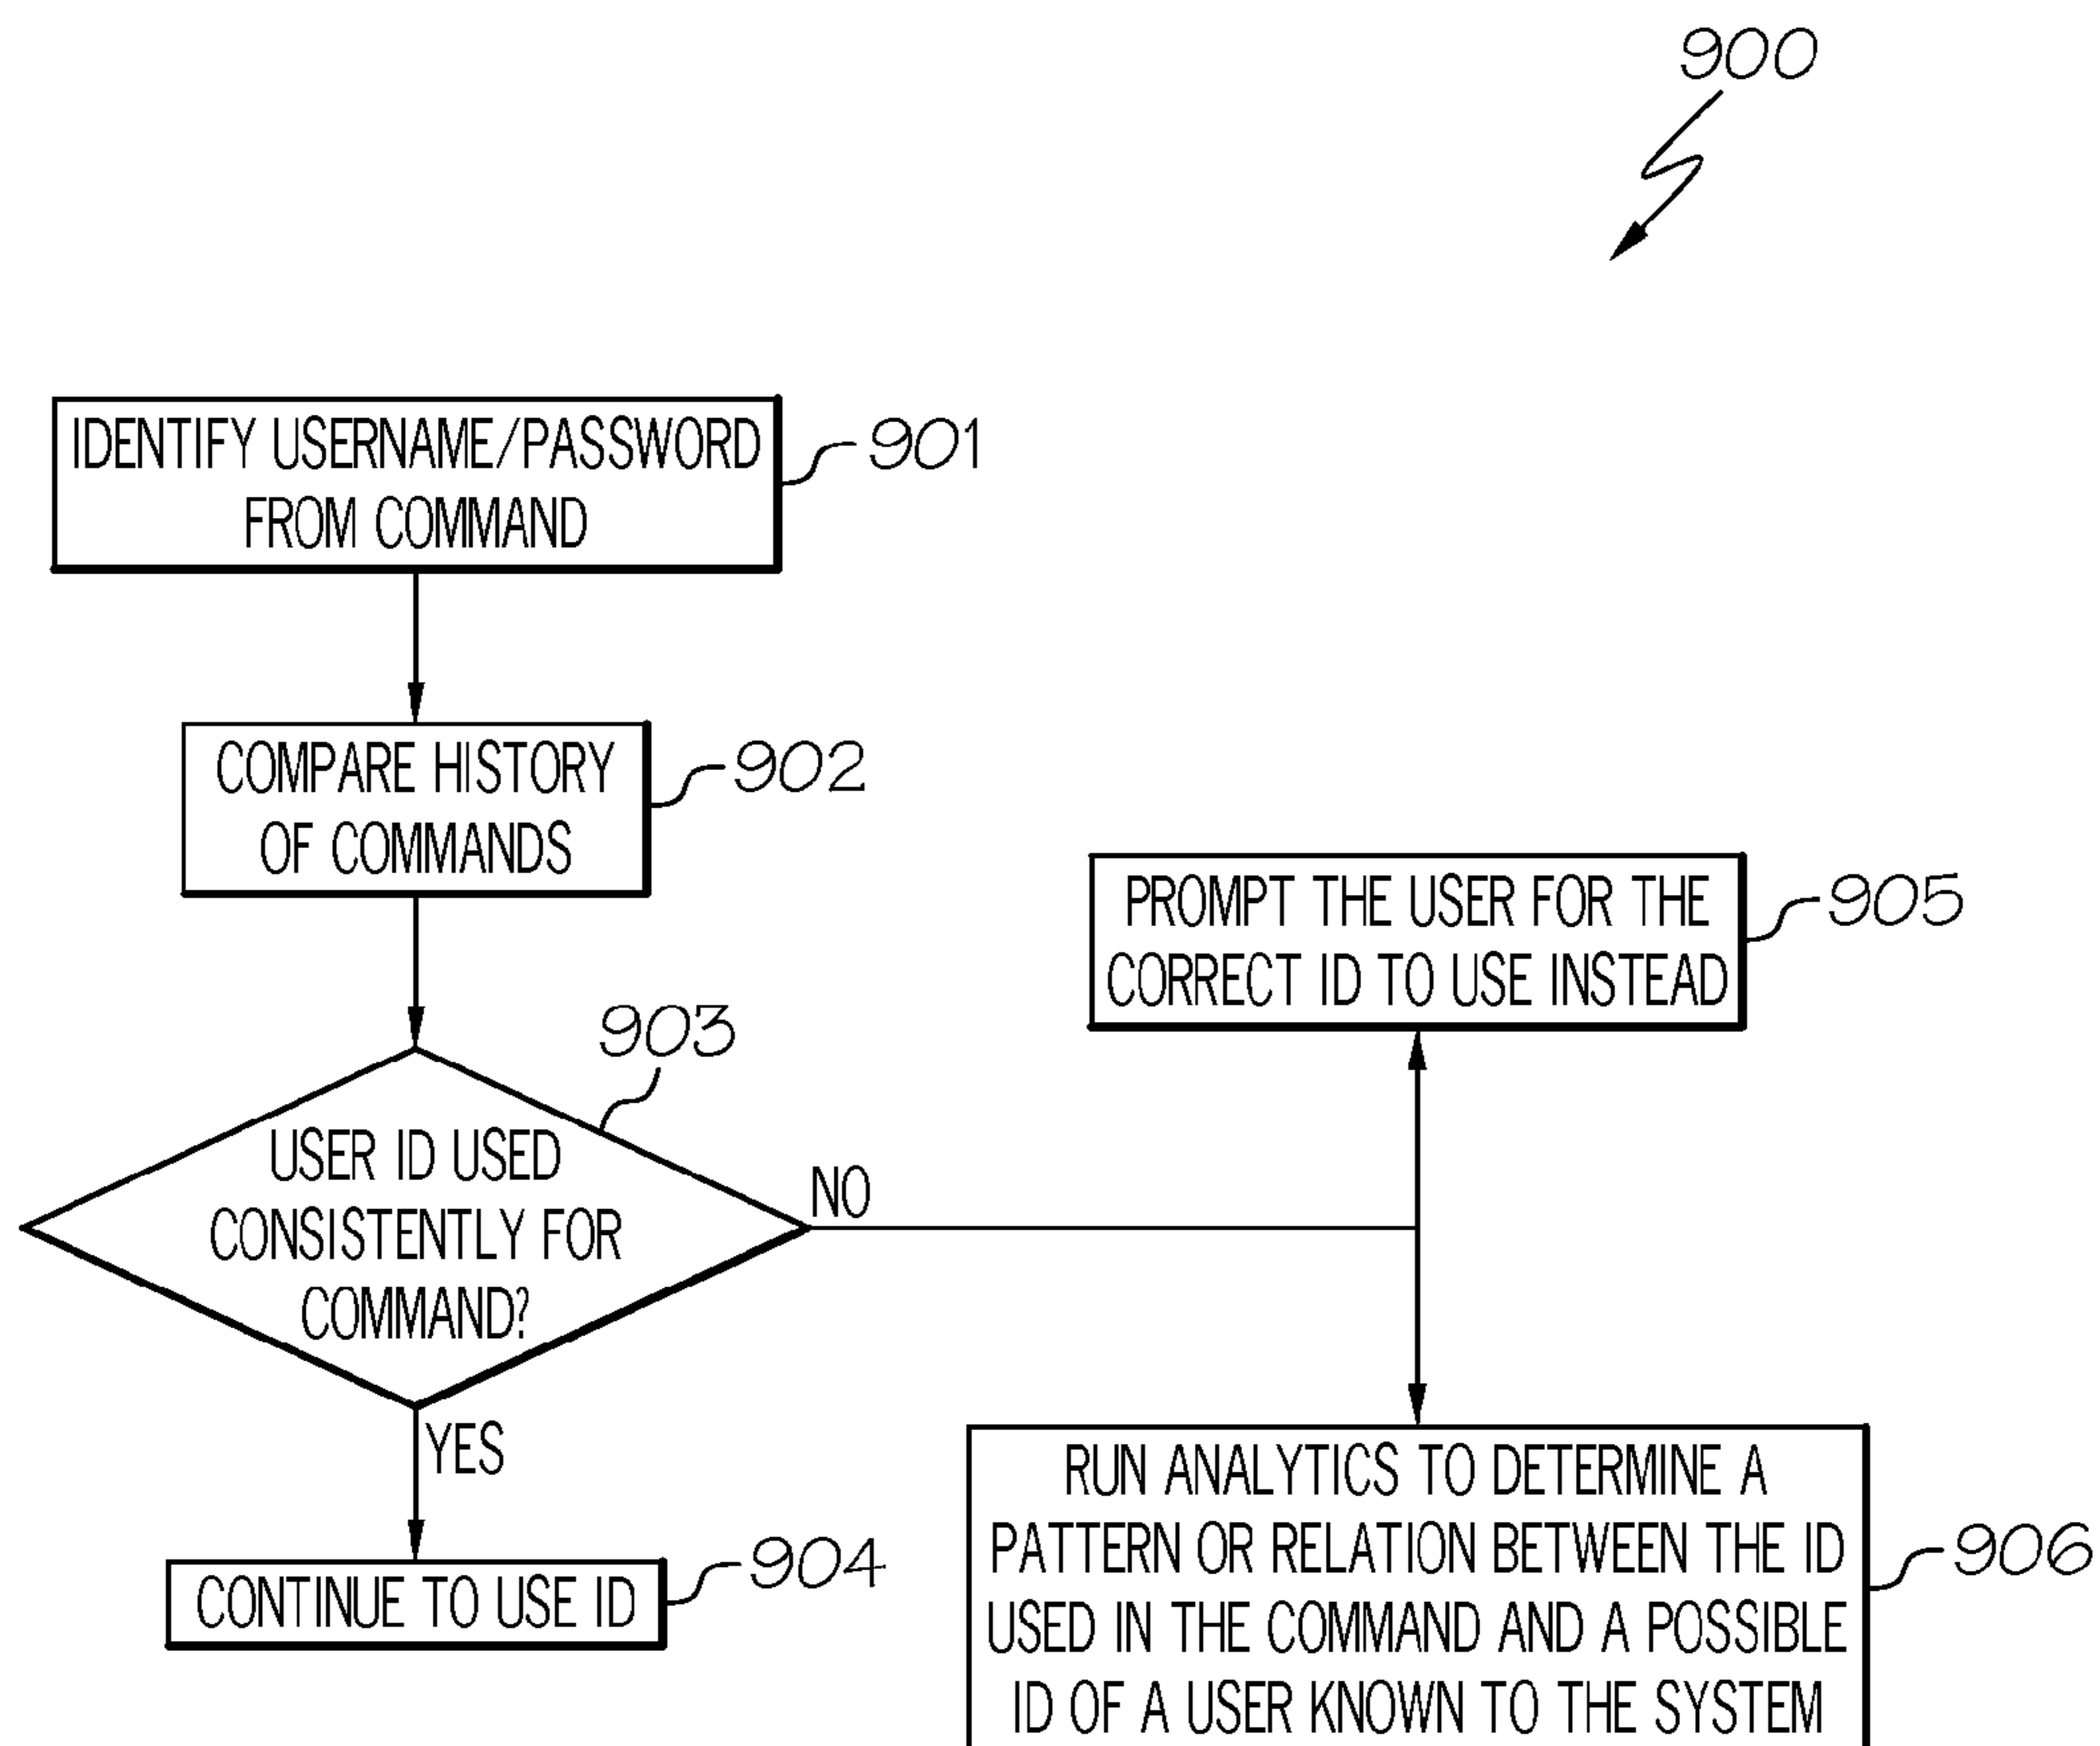 900
IDENTIFY USERNAME/PASSWORD
FROM COMMAND
901
COMPARE HISTORY
OF COMMANDS
902
903
USER ID USED
CONSISTENTLY FOR
COMMAND?
NO
YES
CONTINUE TO USE ID
904
PROMPT THE USER FOR THE
CORRECT ID TO USE INSTEAD
905
RUN ANALYTICS TO DETERMINE A
PATTERN OR RELATION BETWEEN THE ID
USED IN THE COMMAND AND A POSSIBLE
ID OF A USER KNOWN TO THE SYSTEM
906